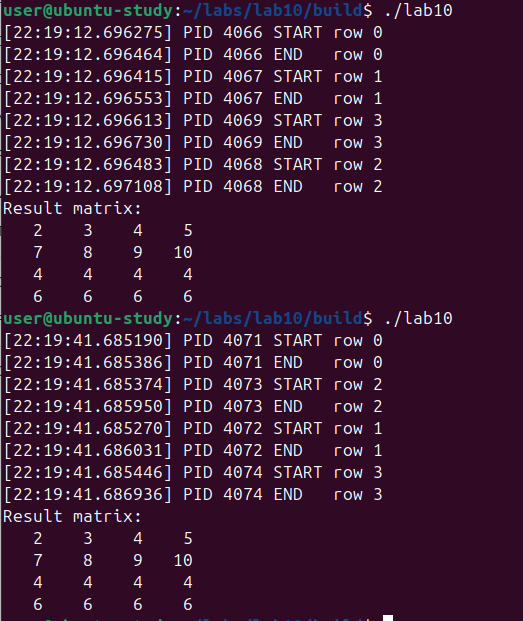 user@ubuntu-study:~/labs/lab10/build$ ./lab10
[22:19:12.696275] PID 4066 START row 0
[22:19:12.696464] PID 4066 END   row 0
[22:19:12.696415] PID 4067 START row 1
[22:19:12.696553] PID 4067 END   row 1
[22:19:12.696613] PID 4069 START row 3
[22:19:12.696730] PID 4069 END   row 3
[22:19:12.696483] PID 4068 START row 2
[22:19:12.697108] PID 4068 END   row 2
Result matrix:
   2    3    4    5
   7    8    9   10
   4    4    4    4
   6    6    6    6
user@ubuntu-study:~/labs/lab10/build$ ./lab10
[22:19:41.685190] PID 4071 START row 0
[22:19:41.685386] PID 4071 END   row 0
[22:19:41.685374] PID 4073 START row 2
[22:19:41.685950] PID 4073 END   row 2
[22:19:41.685270] PID 4072 START row 1
[22:19:41.686031] PID 4072 END   row 1
[22:19:41.685446] PID 4074 START row 3
[22:19:41.686936] PID 4074 END   row 3
Result matrix:
   2    3    4    5
   7    8    9   10
   4    4    4    4
   6    6    6    6